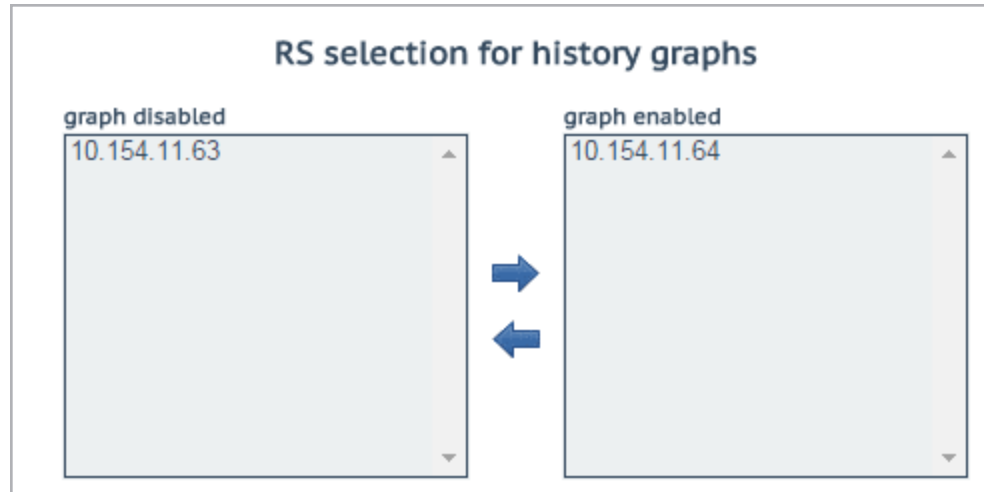 RS selection for history graphs
graph disabled
10.154.11.63
graph enabled
10.154.11.64